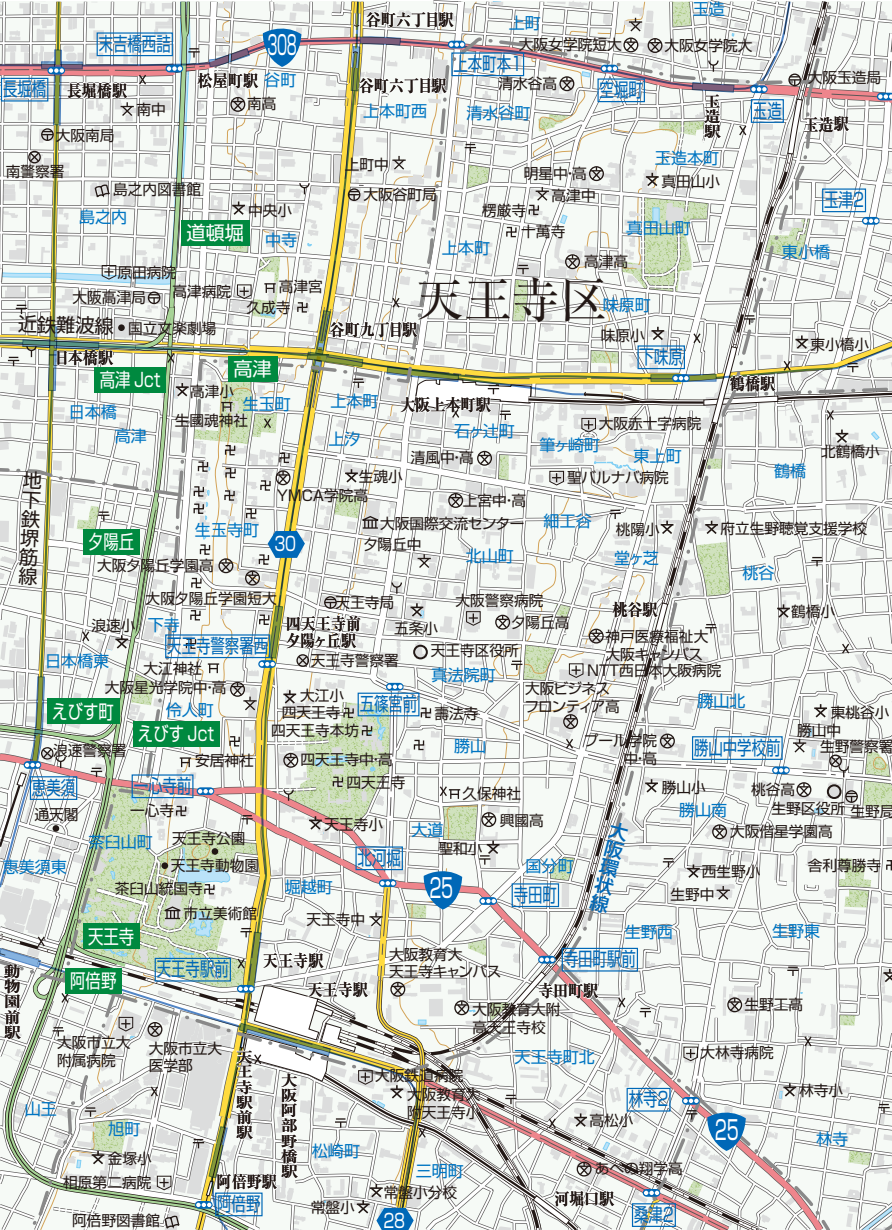 谷町六丁目駅
上町
玉造
末吉橋西詰
308
大阪女学院短大
大阪女学院大
上本町本1
長堀橋
長堀橋駅
松屋町駅
谷町
谷町六丁目駅
清水谷高
空堀町
大阪玉造局
南中
南高
上本町西
清水谷町
玉造駅
玉造
玉造駅
大阪南局
南警察署
上町中
明星中・高
玉造本町
真田山小
島之内図書館
大阪谷町局
高津中
玉津2
島之内
中央小
楞厳寺
十萬寺
真田山町
道頓堀
中寺
上本町
東小橋
原田病院
高津高
大阪高津局
高津病院
高津宮
久成寺
天王寺区
味原町
近鉄難波線
国立文楽劇場
谷町九丁目駅
味原小
東小橋小
日本橋駅
下味原
高津 Jct
高津
鶴橋駅
高津小
生玉町
上本町
大阪上本町駅
日本橋
生國魂神社
高津
上汐
石ヶ辻町
大阪赤十字病院
筆ヶ崎町
北鶴橋小
清風中・高
東上町
鶴橋
地下鉄堺筋線
生魂小
聖バルナバ病院
YMCA学院高
上宮中・高
生玉寺町
大阪国際交流センター
細工谷
桃陽小
府立生野聴覚支援学校
夕陽丘
30
夕陽丘中
北山町
堂ヶ芝
大阪夕陽丘学園高
桃谷
大阪夕陽丘学園短大
天王寺局
大阪警察病院
桃谷駅
鶴橋小
浪速小
下寺
四天王寺前
夕陽ヶ丘駅
五条小
夕陽丘高
神戸医療福祉大
大阪キャンパス
天王寺警察署西
日本橋東
大江神社
天王寺警察署
天王寺区役所
真法院町
NTT西日本大阪病院
大阪星光学院中・高
大江小
五條宮前
大阪ビジネス
フロンティア高
勝山北
えびす町
伶人町
四天王寺
壽法寺
東桃谷小
えびす Jct
四天王寺本坊
勝山
プール学院
中・高
勝山中
勝山中学校前
生野警察署
浪速警察署
安居神社
四天王寺中・高
四天王寺
恵美須
一心寺前
久保神社
勝山小
桃谷高
生野区役所
生野局
通天閣
一心寺
天王寺小
大道
興國高
勝山南
大阪偕星学園高
茶臼山町
天王寺公園
聖和小
恵美須東
天王寺動物園
北河堀
国分町
大阪環状線
西生野小
舎利尊勝寺
茶臼山統国寺
堀越町
25
寺田町
生野中
市立美術館
天王寺中
生野西
生野東
天王寺
天王寺駅前
天王寺駅
大阪教育大
天王寺キャンパス
寺田町駅前
阿倍野
動物園前駅
天王寺駅
寺田町駅
大阪教育大附
高天王寺校
生野工高
大阪市立大
附属病院
大阪市立大
医学部
天王寺駅前駅
天王寺町北
大林寺病院
大阪阿部野橋駅
大阪鉄道病院
大阪教育大
附天王寺小
山王
旭町
林寺2
林寺小
高松小
25
林寺
金塚小
松崎町
三明町
あべの翔学高
相原第二病院
阿倍野駅
常盤小分校
河堀口駅
阿倍野
常盤小
桑津2
阿倍野図書館
28